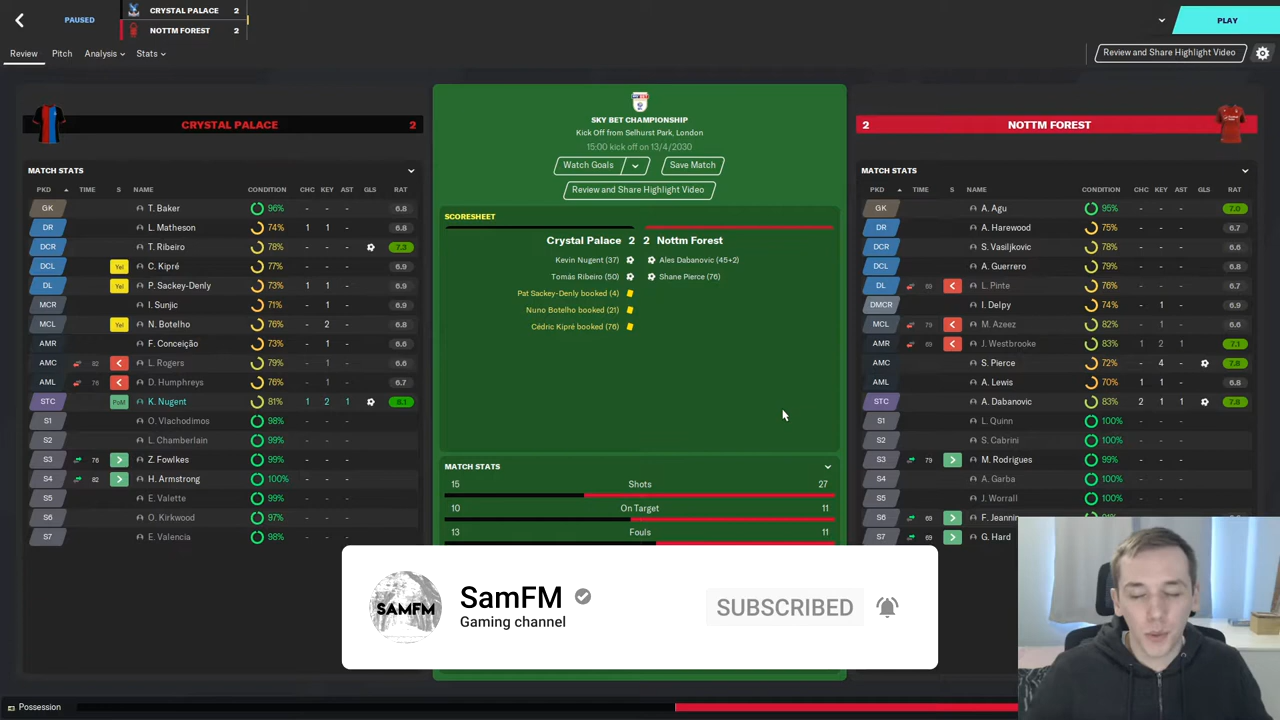 PAUSED
CRYSTAL PALACE 2
NOTTM FOREST 2
PLAY
Review Pitch Analysis Stats
Review and Share Highlight Video
CRYSTAL PALACE 2
MATCH STATS
PKD TIME S NAME CONDITION CHC KEY AST GLS RAT
GK T. Baker 96% - - - 6.8
DR L. Matheson 74% 1 1 - 6.8
DCR T. Ribeiro 78% - - - 7.3
DCL Yel C. Kipré 77% - - - 6.9
DL Yel P. Sackey-Denly 73% 1 1 - 6.9
MCR I. Sunjic 71% - 1 - 6.9
MCL Yel N. Botelho 76% - 2 - 6.8
AMR F. Conceição 73% - 1 - 6.6
AMC 82 L. Rogers 79% - 1 - 6.6
AML 76 D. Humphreys 76% - 1 - 6.7
STC PoM K. Nugent 81% 1 2 1 8.1
S1 O. Vlachodimos 98% - - -
S2 L. Chamberlain 99% - - -
S3 76 Z. Fowlkes 99% - - -
S4 82 H. Armstrong 100% - - -
S5 E. Valette 99% - - -
S6 O. Kirkwood 97% - - -
S7 E. Valencia 98% - - -
SKY BET CHAMPIONSHIP
Kick Off from Selhurst Park, London
15:00 kick off on 13/4/2030
Watch Goals Save Match
Review and Share Highlight Video
SCORESHEET
Crystal Palace 2 2 Nottm Forest
Kevin Nugent (37) Ales Dabanovic (45+2)
Tomás Ribeiro (50) Shane Pierce (76)
Pat Sackey-Denly booked (4)
Nuno Botelho booked (21)
Cédric Kipré booked (76)
MATCH STATS
15 Shots 27
10 On Target 11
13 Fouls 11
2 NOTTM FOREST
MATCH STATS
PKD TIME S NAME CONDITION CHC KEY AST GLS RAT
GK A. Agu 95% - - - 7.0
DR A. Harewood 75% - - - 6.7
DCR S. Vasiljkovic 78% - - - 6.6
DCL A. Guerrero 79% - - - 6.8
DL 69 L. Pinte 76% - - - 6.7
DMCR I. Delpy 74% - 1 - 6.9
MCL 79 M. Azeez 82% - 1 - 6.6
AMR 69 J. Westbrooke 83% 1 2 1 7.1
AMC S. Pierce 72% - 4 - 7.8
AML A. Lewis 70% 1 1 - 6.8
STC A. Dabanovic 83% 2 1 1 7.8
S1 L. Quinn 100% - - -
S2 S. Cabrini 100% - - -
S3 79 M. Rodrigues 99% - - -
S4 A. Garba 100% - - -
S5 J. Worrall 100% - - -
S6 69 F. Jeannin
S7 69 G. Hard
SAMFM
SamFM
Gaming channel
SUBSCRIBED
Possession